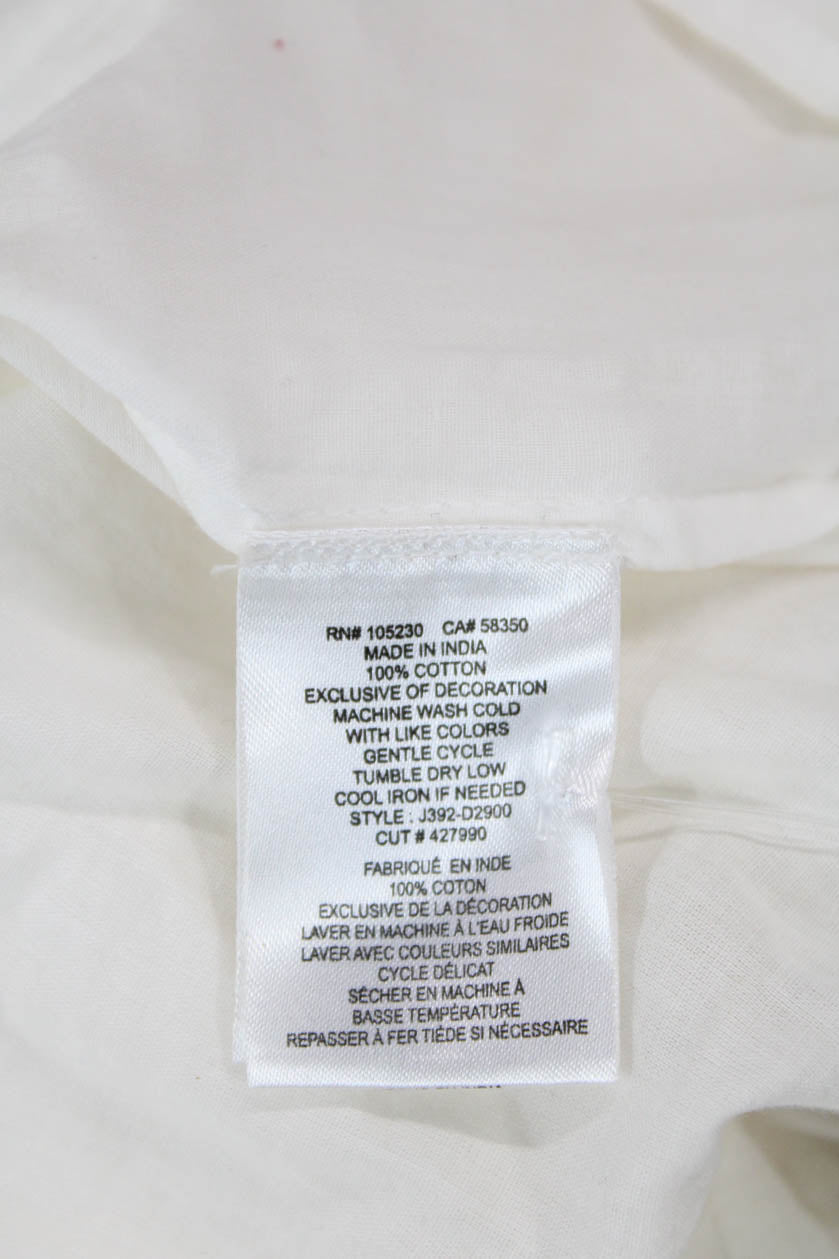 RN# 105230 CA# 58350
MADE IN INDIA
100% COTTON
EXCLUSIVE OF DECORATION
MACHINE WASH COLD
WITH LIKE COLORS
GENTLE CYCLE
TUMBLE DRY LOW
COOL IRON IF NEEDED
STYLE : J392-D2900
CUT # 427990
FABRIQUÉ EN INDE
100% COTON
EXCLUSIVE DE LA DÉCORATION
LAVER EN MACHINE À L'EAU FROIDE
LAVER AVEC COULEURS SIMILAIRES
CYCLE DÉLICAT
SÉCHER EN MACHINE À
BASSE TEMPÉRATURE
REPASSER À FER TIÉDE SI NÉCESSAIRE